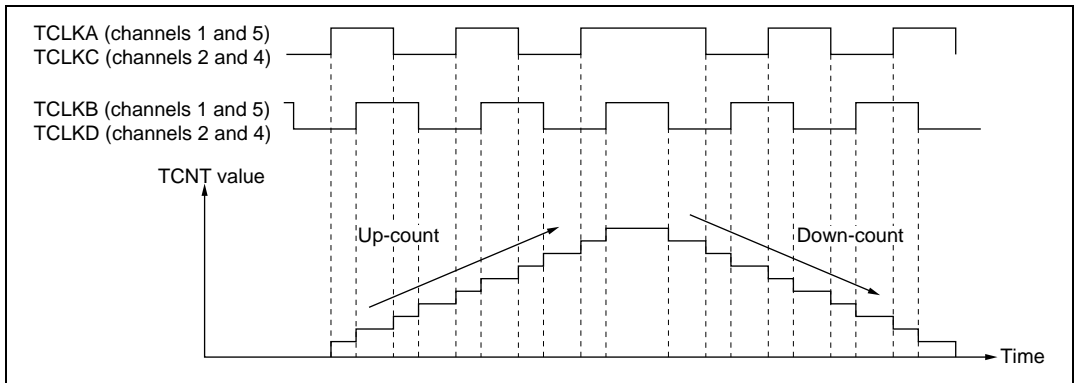 TCLKA (channels 1 and 5)
TCLKC (channels 2 and 4)
TCLKB (channels 1 and 5)
TCLKD (channels 2 and 4)
TCNT value
Up-count
Down-count
Time